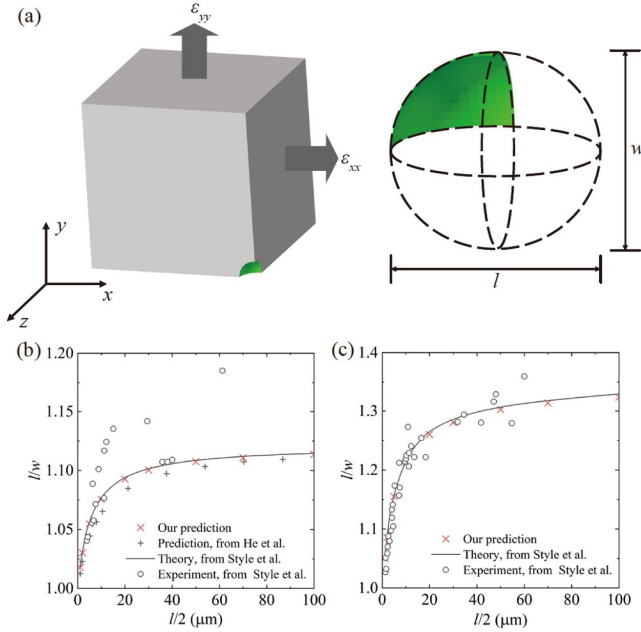 (a)
εyy
εxx
y
x
z
w
l
(b)
1.20
1.15
1.10
1.05
1.00
l/w
0 20 40 60 80 100
l/2 (μm)
× Our prediction
+ Prediction, from He et al.
Theory, from Style et al.
Experiment, from Style et al.
(c)
1.4
1.3
1.2
1.1
1.0
l/w
0 20 40 60 80 100
l/2 (μm)
× Our prediction
Theory, from Style et al.
Experiment, from Style et al.